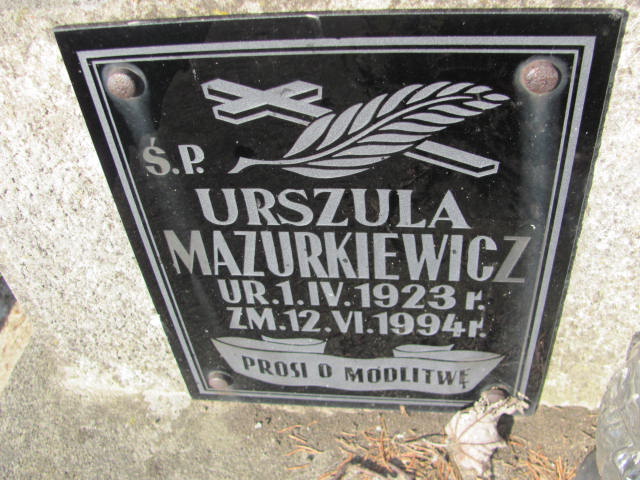 Ś.P.
URSZULA
MAZURKIEWICZ
UR.1.IV.1923 r.
ZM.12.VI.1994 r.
PROSI O MODLITWĘ